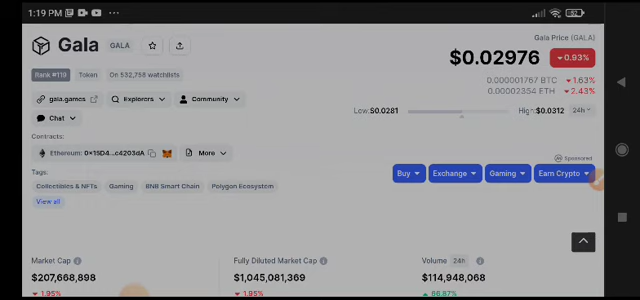 1:19 PM
52
Gala GALA
Gala Price (GALA)
$0.02976 0.93%
Rank #119 Token On 532,758 watchlists
0.000001767 BTC 1.63%
0.00002354 ETH 2.43%
gala.games Explorers Community
Low: $0.0281 High: $0.0312 24h
Chat
Contracts:
Ethereum: 0x15D4...c4203dA More
Sponsored
Tags:
Buy Exchange Gaming Earn Crypto
Collectibles & NFTs Gaming BNB Smart Chain Polygon Ecosystem
View all
Market Cap Fully Diluted Market Cap Volume 24h
$207,668,898 $1,045,081,369 $114,948,068
1.95% 1.95% 66.87%